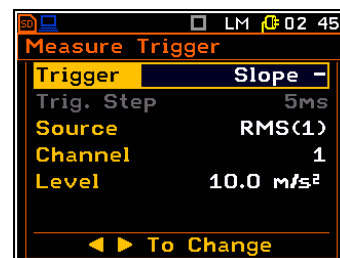 SD LM 02 45
Measure Trigger
Trigger Slope −
Trig. Step 5ms
Source RMS(1)
Channel 1
Level 10.0 m/s²
◀ ▶ To Change